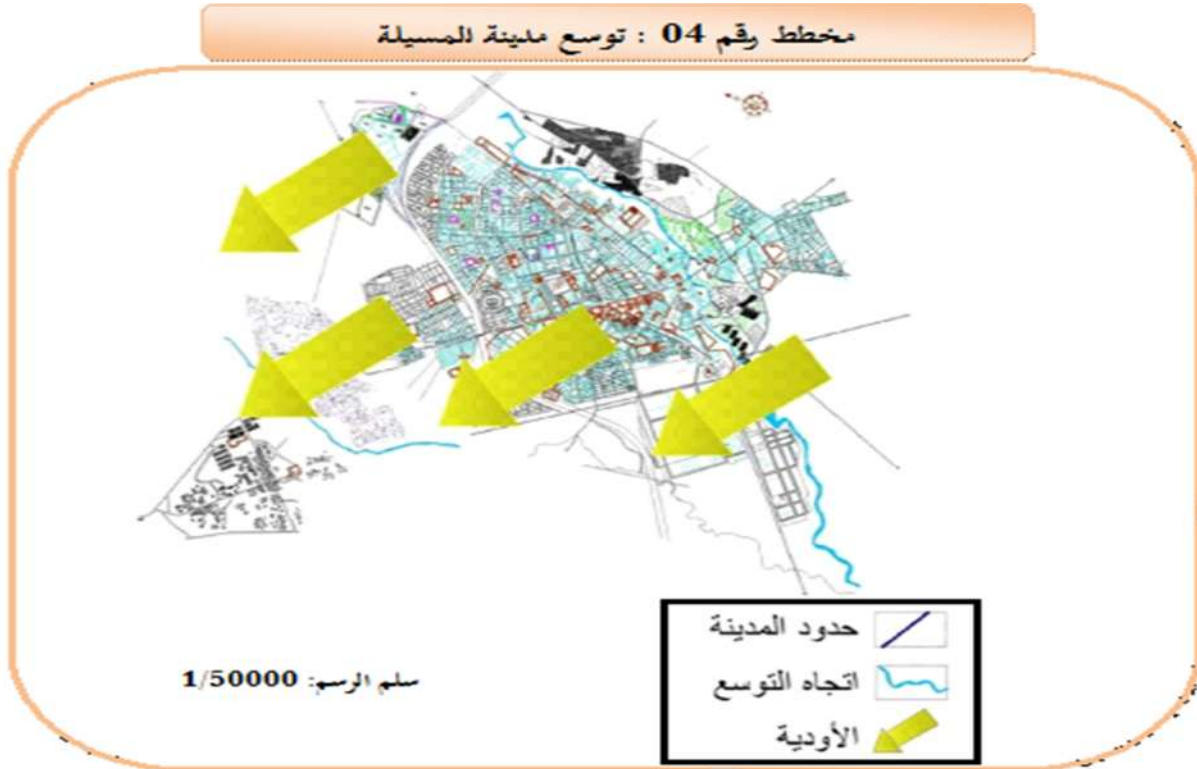 مخطط رقم 04 : توسع مدينة المسيلة
حدود المدينة
اتجاه التوسع
الأودية
سلم الرسم: 1/50000